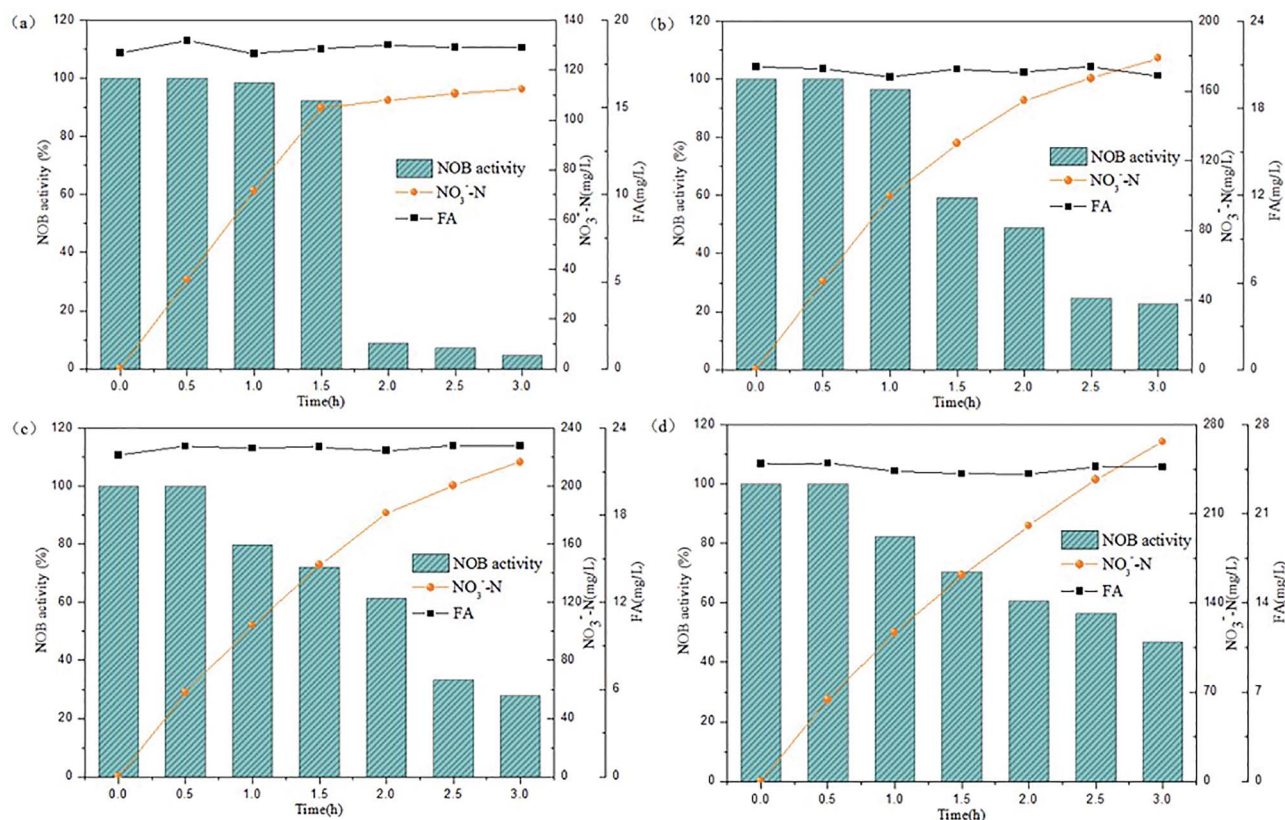 (a)
120
100
80
60
40
20
0
NOB activity (%)
0.0 0.5 1.0 1.5 2.0 2.5 3.0
Time(h)
NOB activity
NO3--N
FA
140
120
100
80
60
40
20
0
NO3--N(mg/L)
20
15
10
5
0
FA(mg/L)
(b)
120
100
80
60
40
20
0
NOB activity (%)
0.0 0.5 1.0 1.5 2.0 2.5 3.0
Time(h)
NOB activity
NO3--N
FA
200
160
120
80
40
0
NO3--N(mg/L)
24
18
12
6
0
FA(mg/L)
(c)
120
100
80
60
40
20
0
NOB activity (%)
0.0 0.5 1.0 1.5 2.0 2.5 3.0
Time(h)
NOB activity
NO3--N
FA
240
200
160
120
80
40
0
NO3--N(mg/L)
24
18
12
6
0
FA(mg/L)
(d)
120
100
80
60
40
20
0
NOB activity (%)
0.0 0.5 1.0 1.5 2.0 2.5 3.0
Time(h)
NOB activity
NO3--N
FA
280
210
140
70
0
NO3--N(mg/L)
28
21
14
7
0
FA(mg/L)